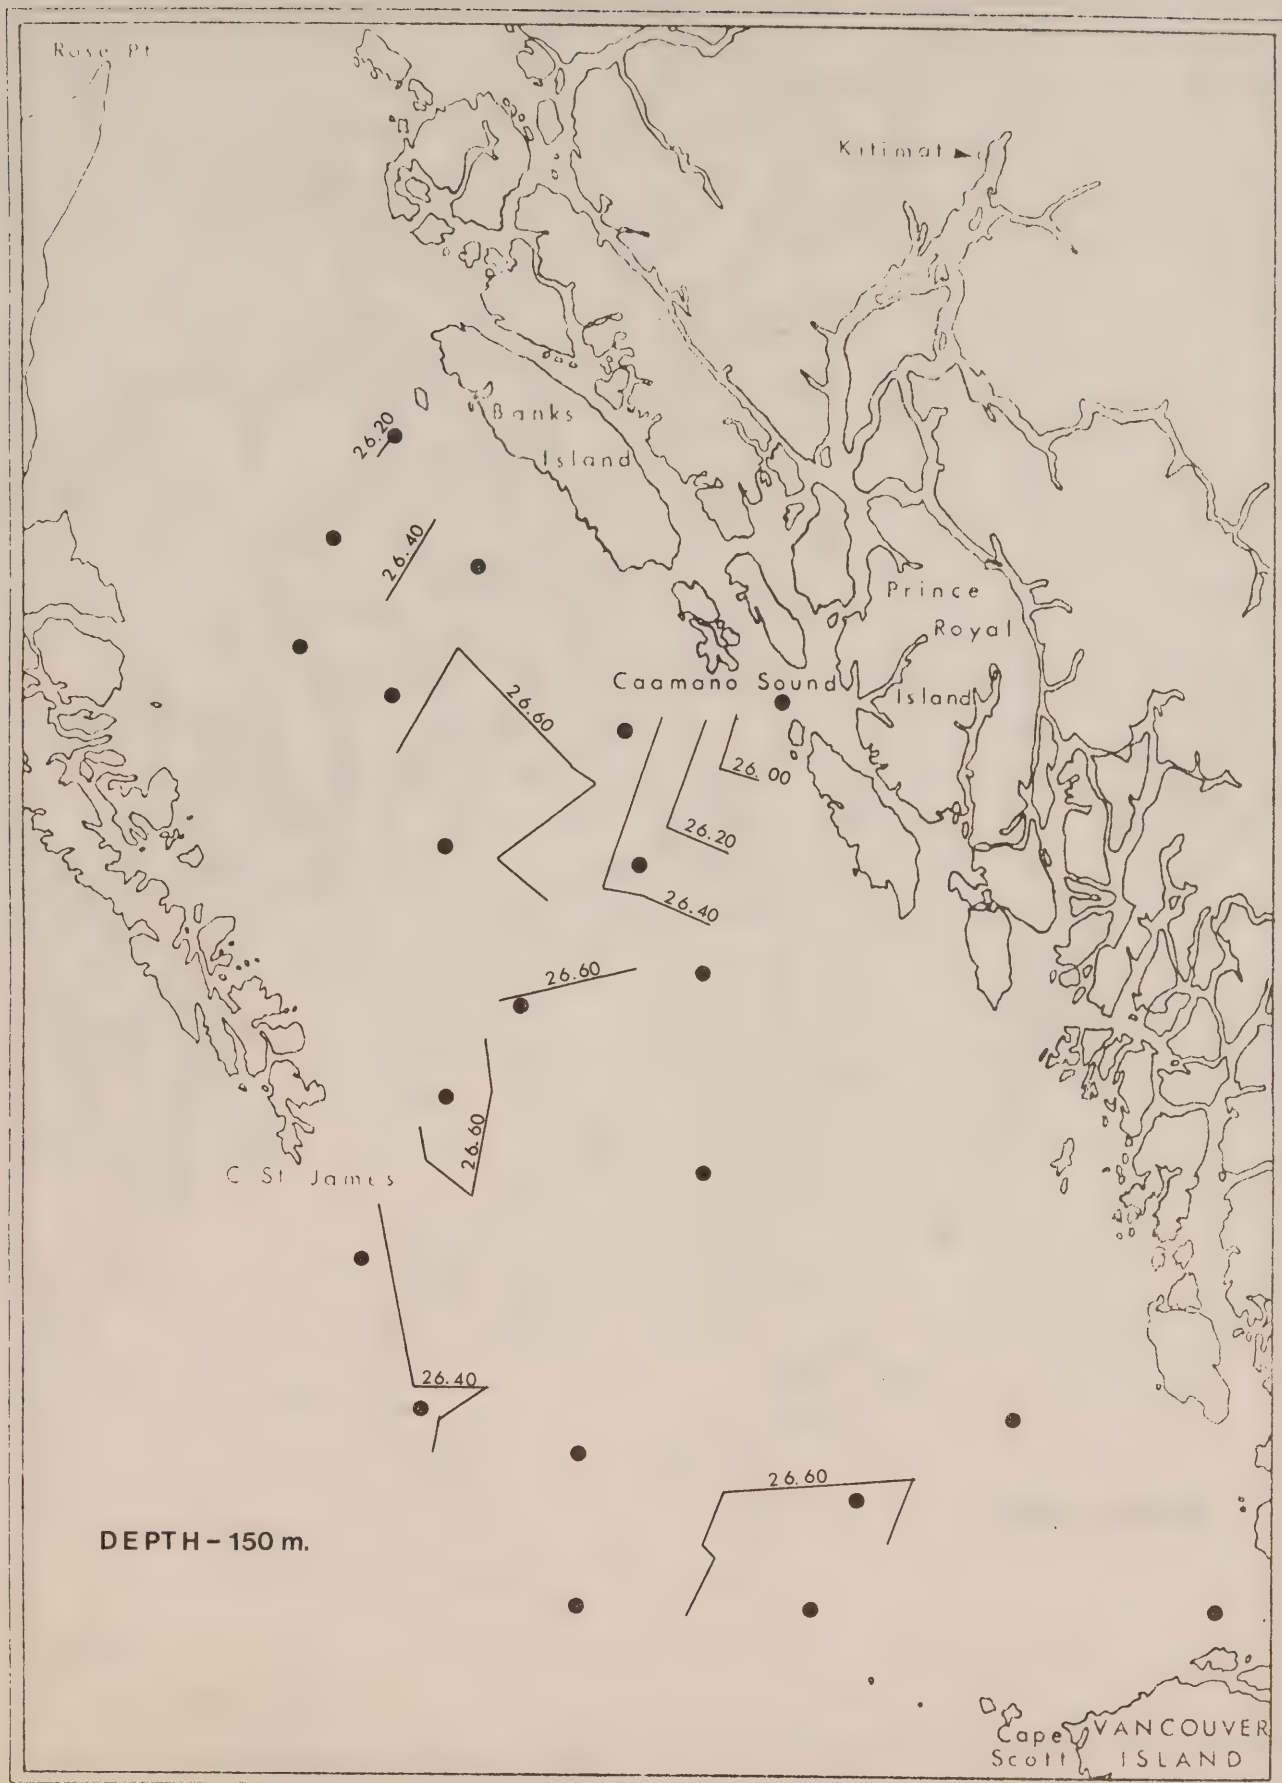 Rose Pt
Kitimat
Banks
Island
26.20
26.40
Prince
Royal
Island
Caamano Sound
26.60
26.00
26.20
26.40
26.60
26.60
C St James
26.40
26.60
DEPTH - 150 m.
Cape
Scott
VANCOUVER
ISLAND